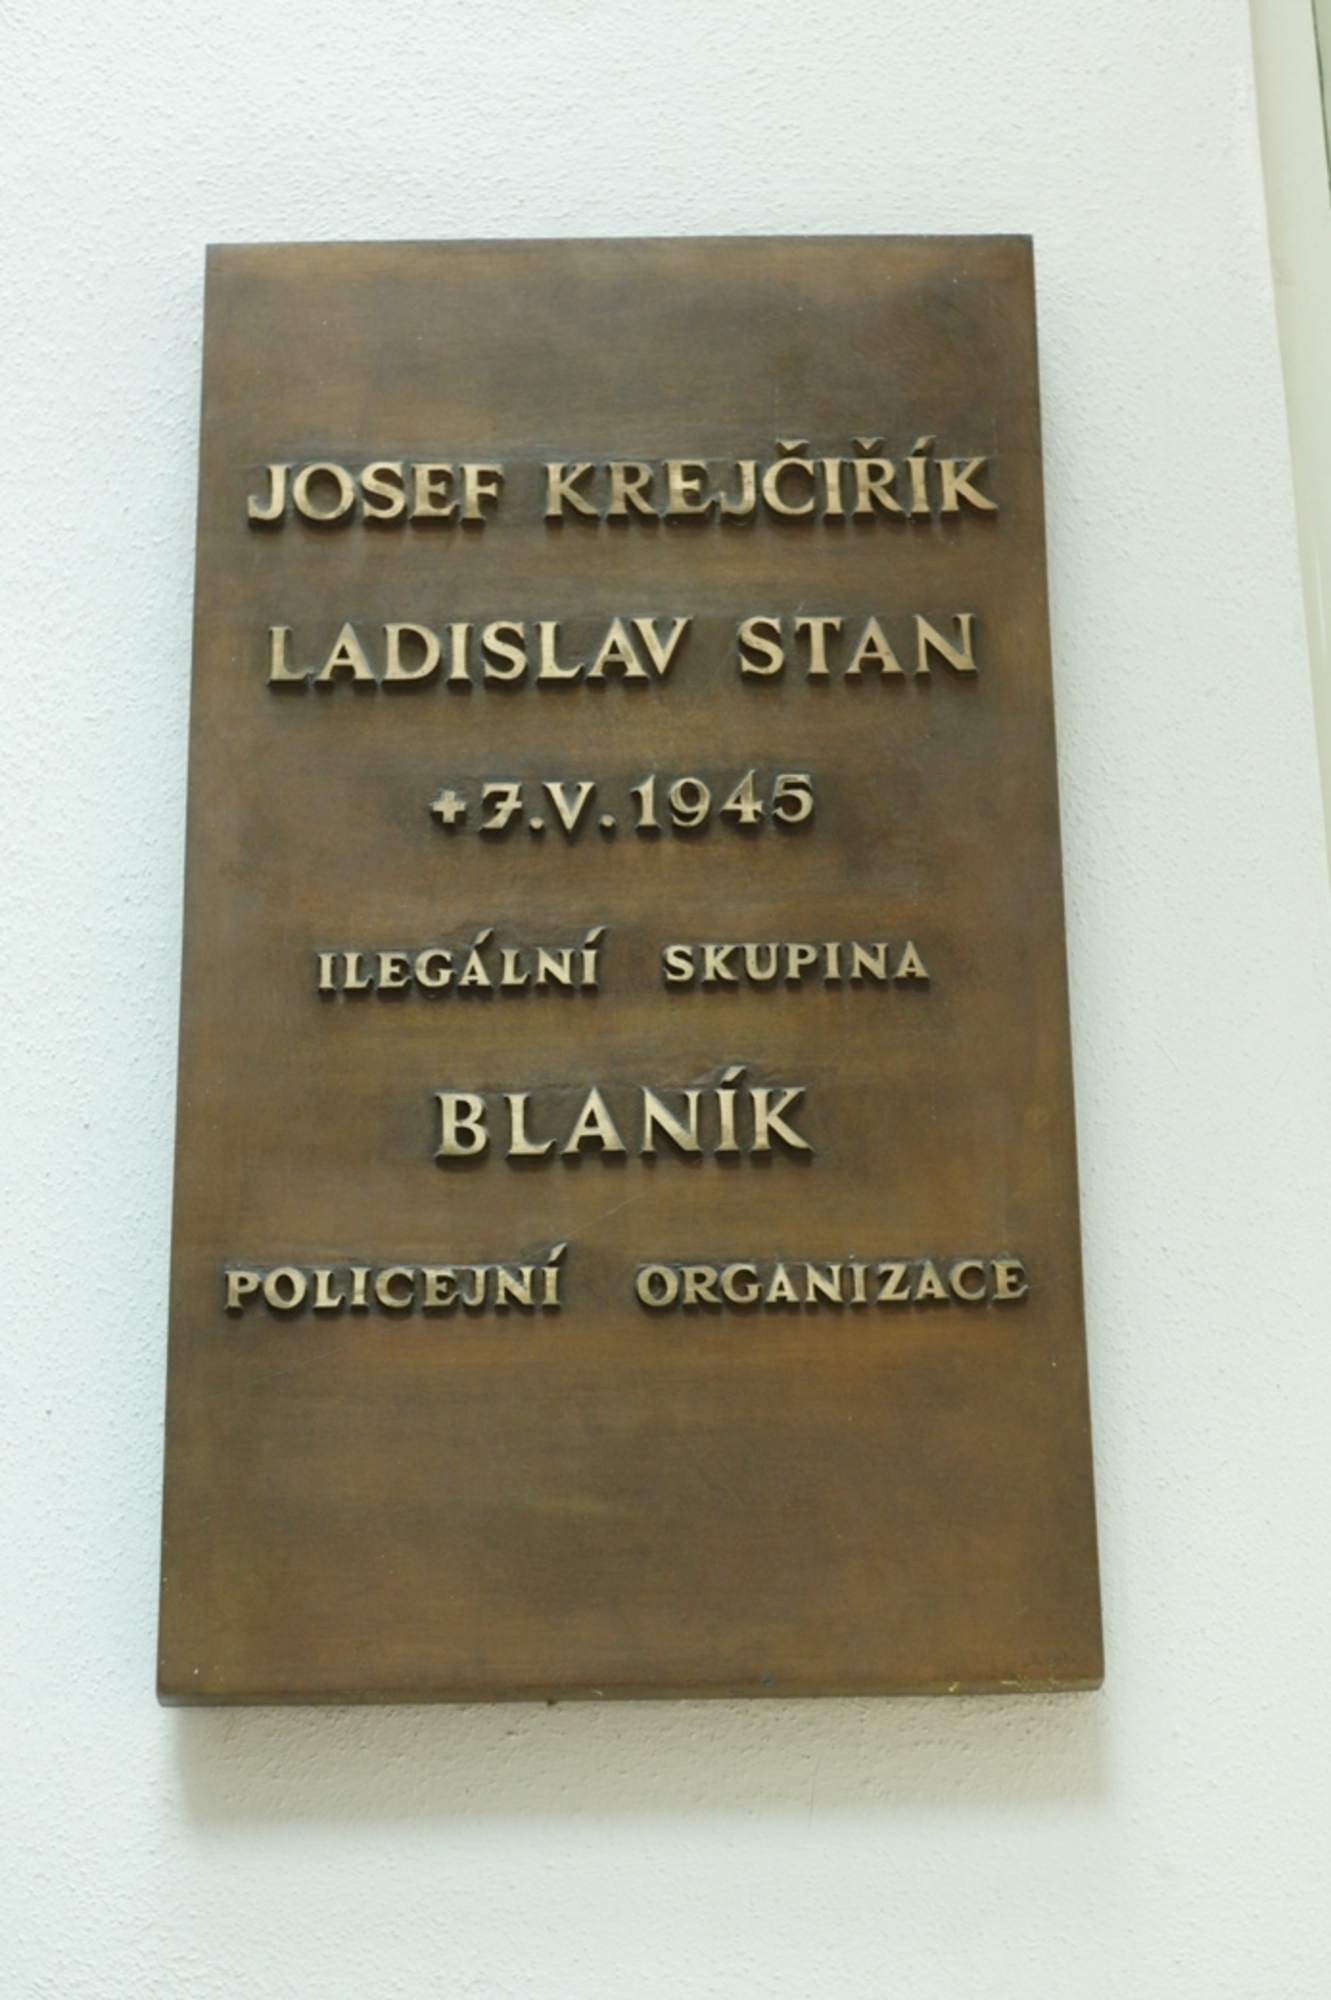 JOSEF KREJČIŘÍK
LADISLAV STAN
+7.V.1945
ILEGÁLNÍ SKUPINA
BLANÍK
POLICEJNÍ ORGANIZACE